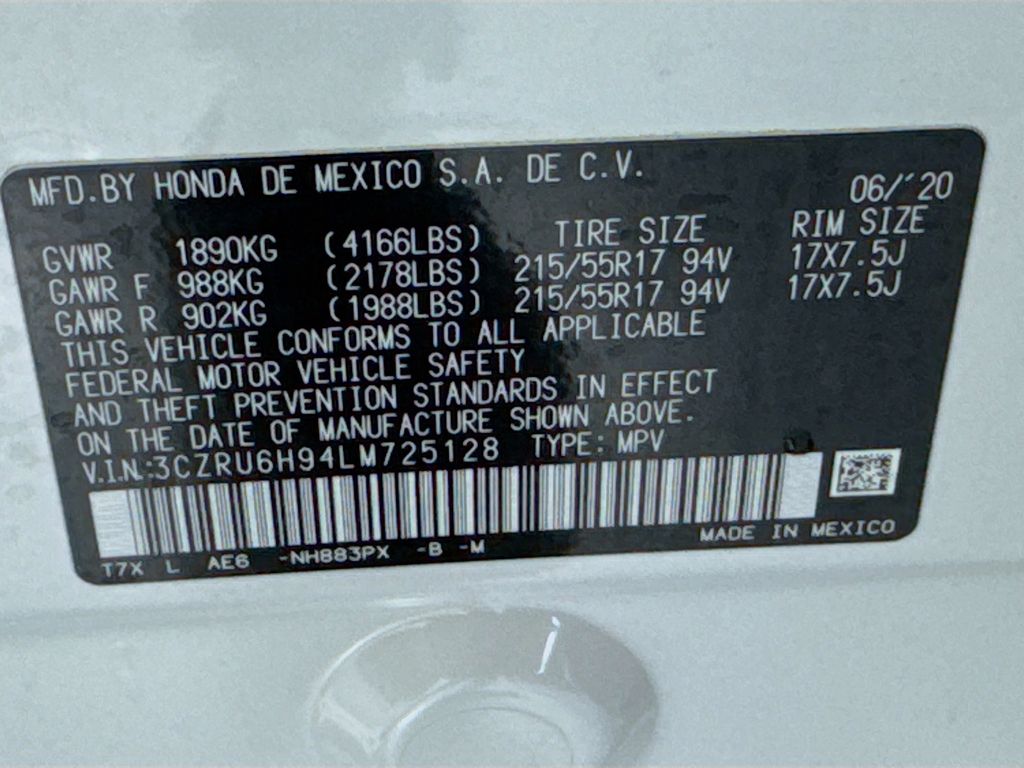 MFD.BY HONDA DE MEXICO S.A. DE C.V.
06/'20
GVWR 1890KG (4166LBS) TIRE SIZE RIM SIZE
GAWR F 988KG (2178LBS) 215/55R17 94V 17X7.5J
GAWR R 902KG (1988LBS) 215/55R17 94V 17X7.5J
THIS VEHICLE CONFORMS TO ALL APPLICABLE
FEDERAL MOTOR VEHICLE SAFETY
AND THEFT PREVENTION STANDARDS IN EFFECT
ON THE DATE OF MANUFACTURE SHOWN ABOVE.
V.I.N.:3CZRU6H94LM725128 TYPE: MPV
T7X L AE6 -NH883PX -B -M MADE IN MEXICO